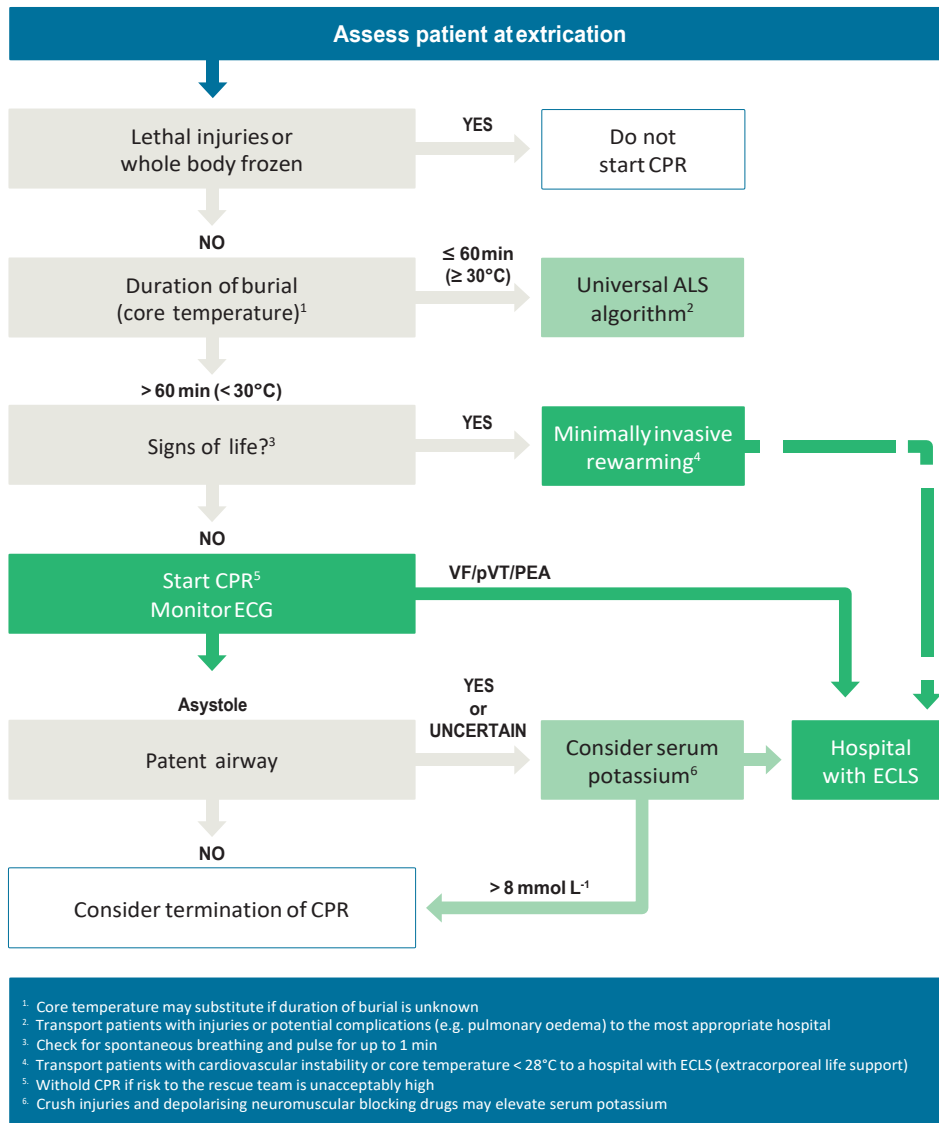 Assess patient at extrication
Lethal injuries or
whole body frozen
YES
Do not
start CPR
NO
Duration of burial
(core temperature)1
≤ 60 min
(≥ 30°C)
Universal ALS
algorithm2
> 60 min (< 30°C)
Signs of life?3
YES
Minimally invasive
rewarming4
NO
Start CPR5
Monitor ECG
VF/pVT/PEA
Asystole
Patent airway
YES
or
UNCERTAIN
Consider serum
potassium6
Hospital
with ECLS
NO
Consider termination of CPR
> 8 mmol L-1
1. Core temperature may substitute if duration of burial is unknown
2. Transport patients with injuries or potential complications (e.g. pulmonary oedema) to the most appropriate hospital
3. Check for spontaneous breathing and pulse for up to 1 min
4. Transport patients with cardiovascular instability or core temperature < 28°C to a hospital with ECLS (extracorporeal life support)
5. Withold CPR if risk to the rescue team is unacceptably high
6. Crush injuries and depolarising neuromuscular blocking drugs may elevate serum potassium